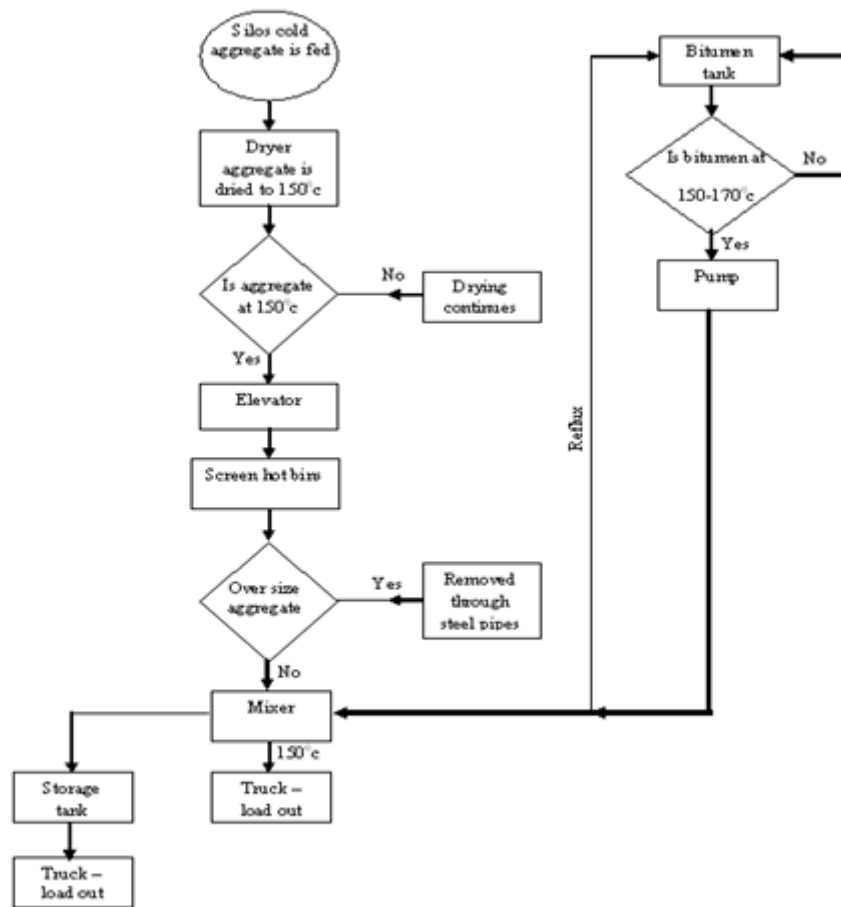 Silos cold
aggregate is fed
Dryer
aggregate is
dried to 150°c
Is aggregate
at 150°c
No
Drying
continues
Yes
Elevator
Screen hot bins
Over size
aggregate
Yes
Removed
through
steel pipes
No
Mixer
150°c
Storage
tank
Truck –
load out
Truck –
load out
Reflux
Bitumen
tank
Is bitumen at
150-170°c
No
Yes
Pump